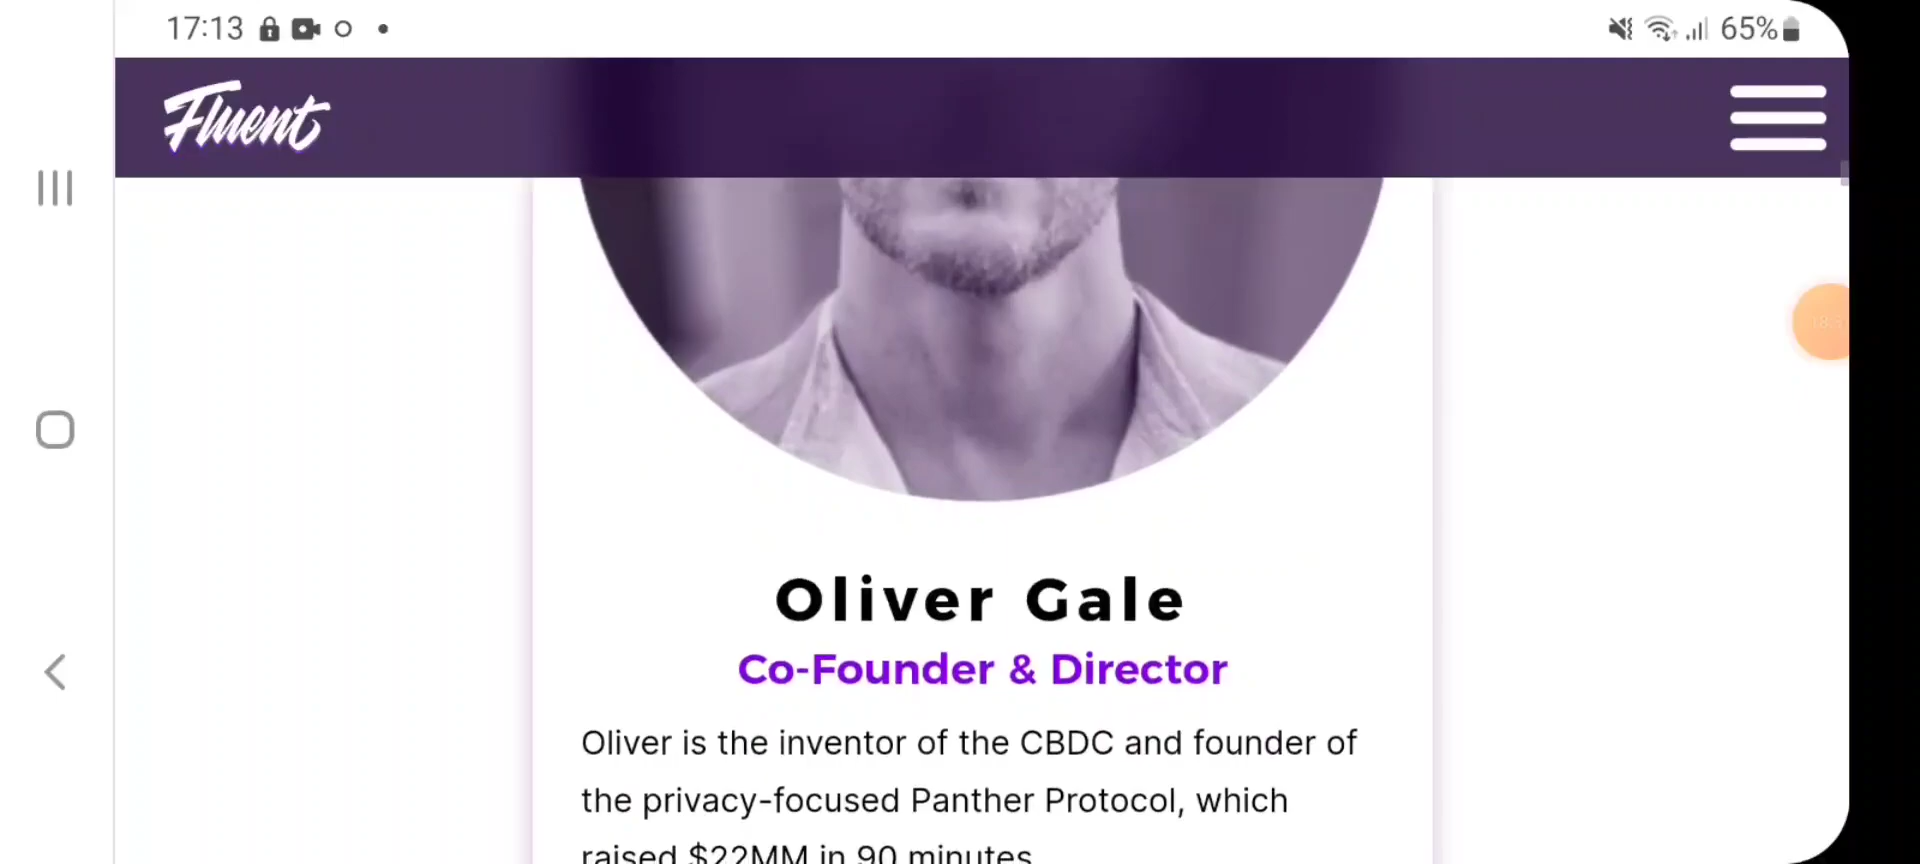 17:13
65%
Fluent
Oliver Gale
Co-Founder & Director
Oliver is the inventor of the CBDC and founder of
the privacy-focused Panther Protocol, which
raised $22MM in 90 minutes